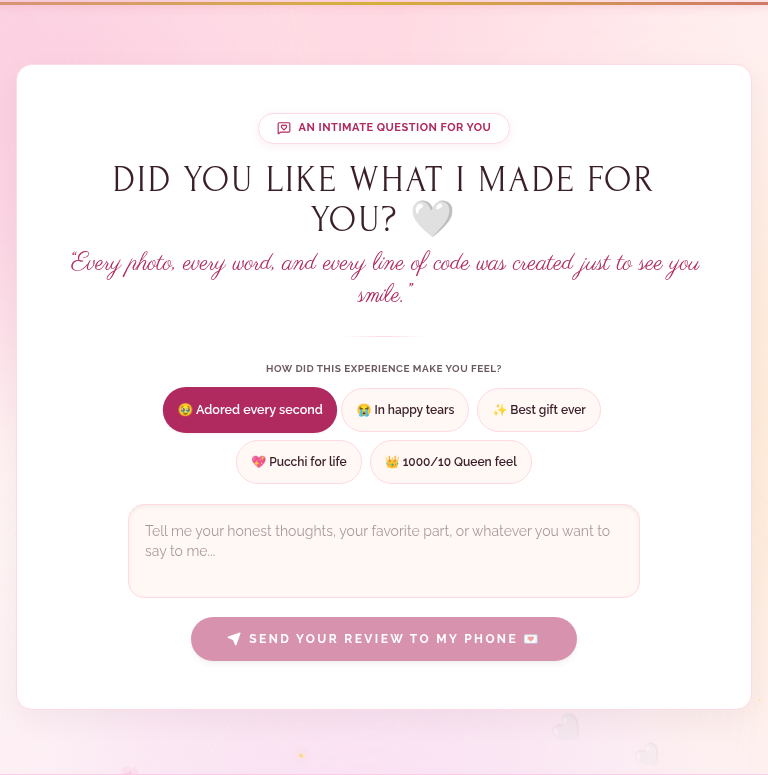 AN INTIMATE QUESTION FOR YOU
DID YOU LIKE WHAT I MADE FOR
YOU? 🤍
“Every photo, every word, and every line of code was created just to see you
smile.”
HOW DID THIS EXPERIENCE MAKE YOU FEEL?
🥹 Adored every second
😭 In happy tears
✨ Best gift ever
💖 Pucchi for life
👑 1000/10 Queen feel
Tell me your honest thoughts, your favorite part, or whatever you want to
say to me...
SEND YOUR REVIEW TO MY PHONE 💌